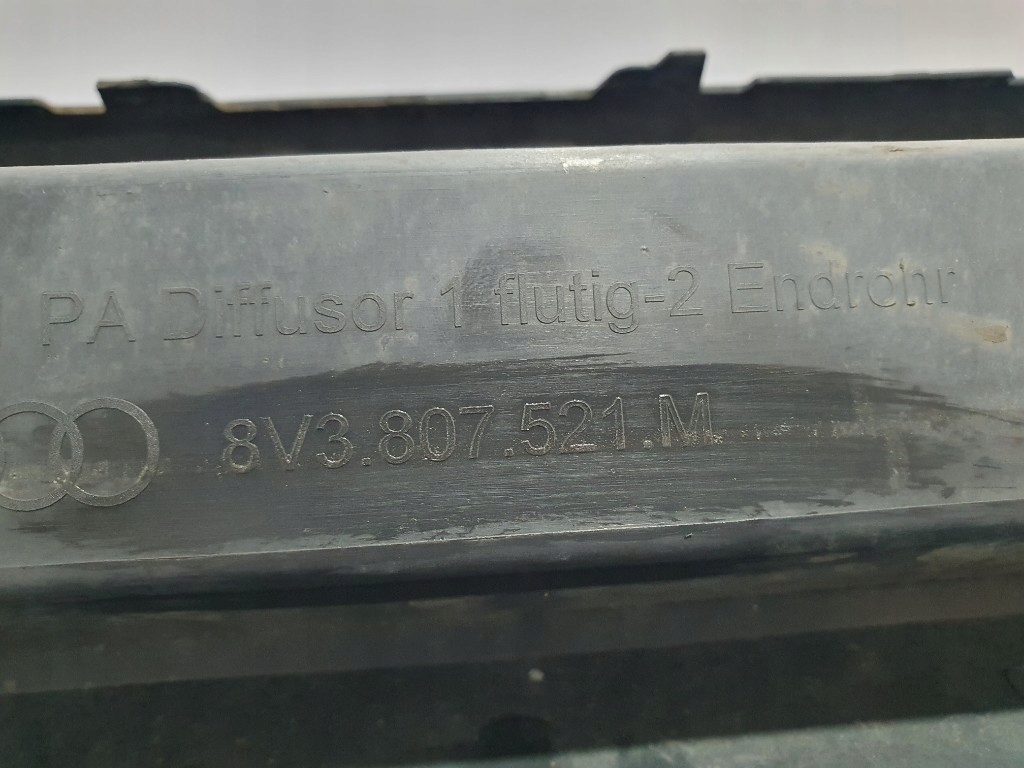 PA Diffusor 1 flutig-2 Endrohr
8V3.807.521.M